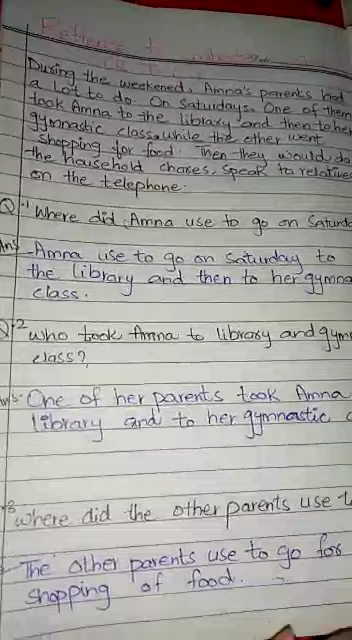 During the weekened, Amna's parents had
a lot to do. On Saturdays. One of them
took Amna to the library and then to her
gymnastic class, while the other went
shopping for food. Then they would do
the household chores, speak to relatives
on the telephone.
Q1 Where did Amna use to go on Saturd
Ans Amna use to go on Saturday to
the library and then to her gymna
class.
Q2 who took Amna to library and gym
class?
Ans: One of her parents took Amna
library and to her gymnastic c
3 where did the other parents use t
The other parents use to go for
shopping of food.